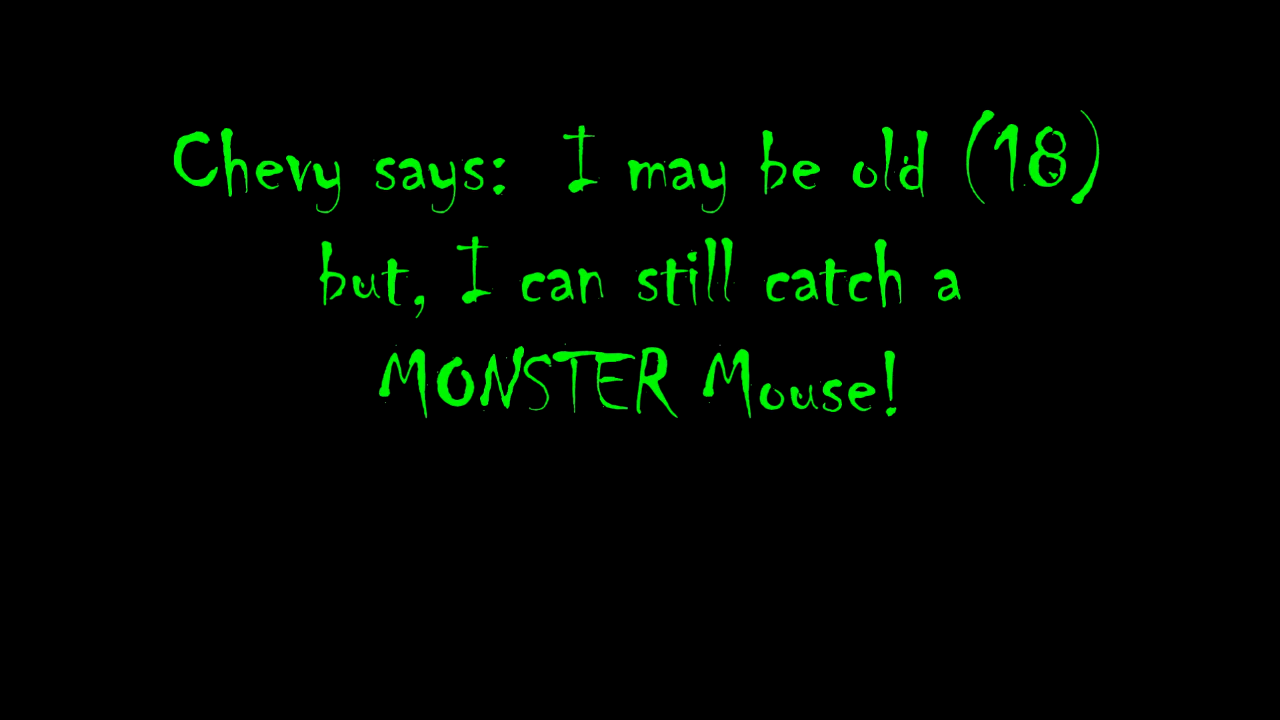 Chevy says:  I may be old (18)
but, I can still catch a
MONSTER Mouse!